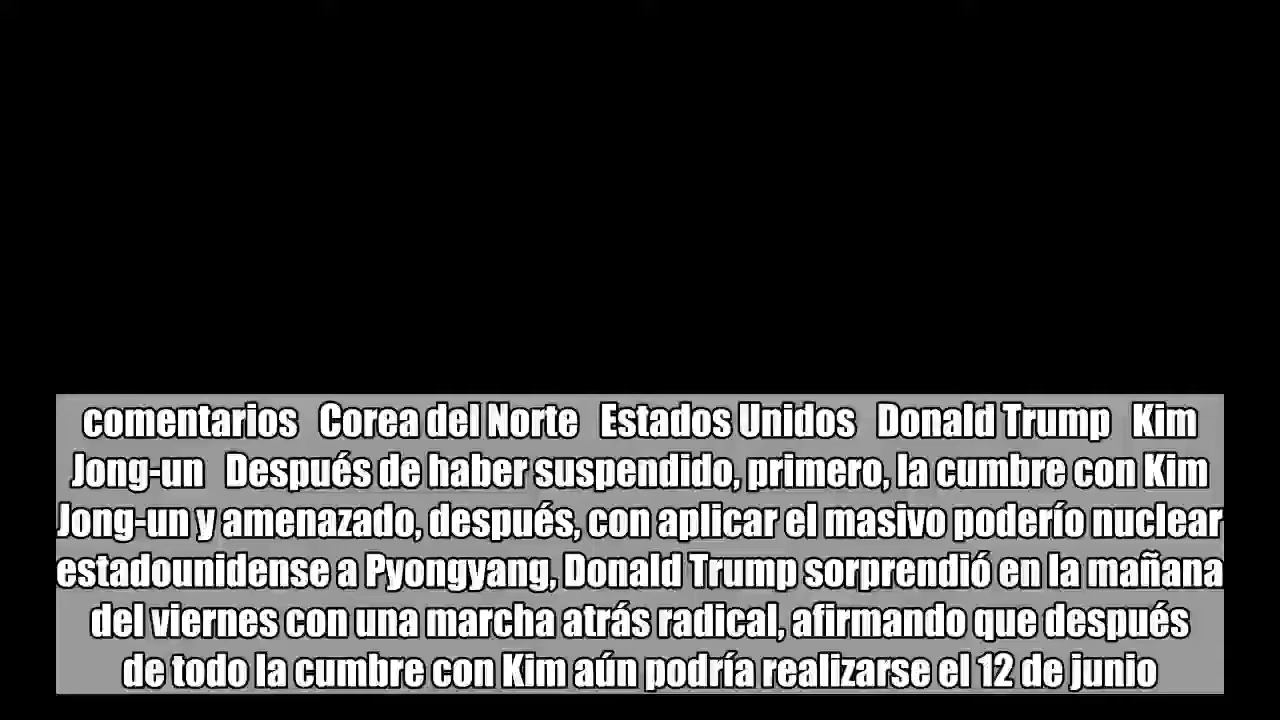 comentarios Corea del Norte Estados Unidos Donald Trump Kim
Jong-un Después de haber suspendido, primero, la cumbre con Kim
Jong-un y amenazado, después, con aplicar el masivo poderío nuclear
estadounidense a Pyongyang, Donald Trump sorprendió en la mañana
del viernes con una marcha atrás radical, afirmando que después
de todo la cumbre con Kim aún podría realizarse el 12 de junio